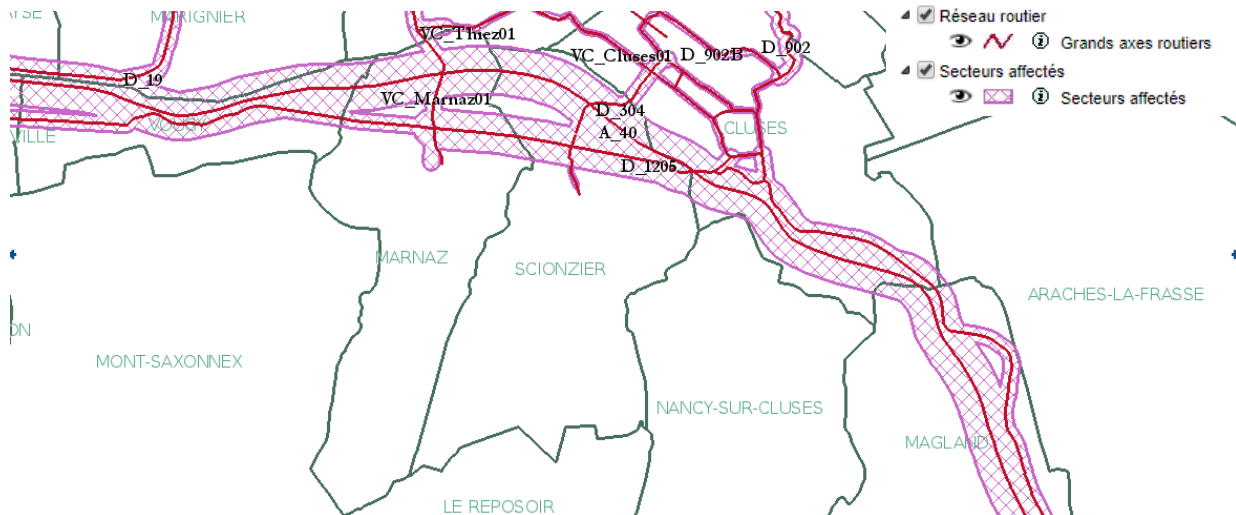 AYSE
MARIGNIER
VC_Thiez01
VC_Cluses01
D_902B
D_902
Réseau routier
Grands axes routiers
Secteurs affectés
Secteurs affectés
D_19
VC_Marnaz01
D_304
A_40
CLUSES
VILLE
VOUGY
D_1205
MARNAZ
SCIONZIER
ARACHES-LA-FRASSE
ON
MONT-SAXONNEX
NANCY-SUR-CLUSES
MAGLAND
LE REPOSOIR